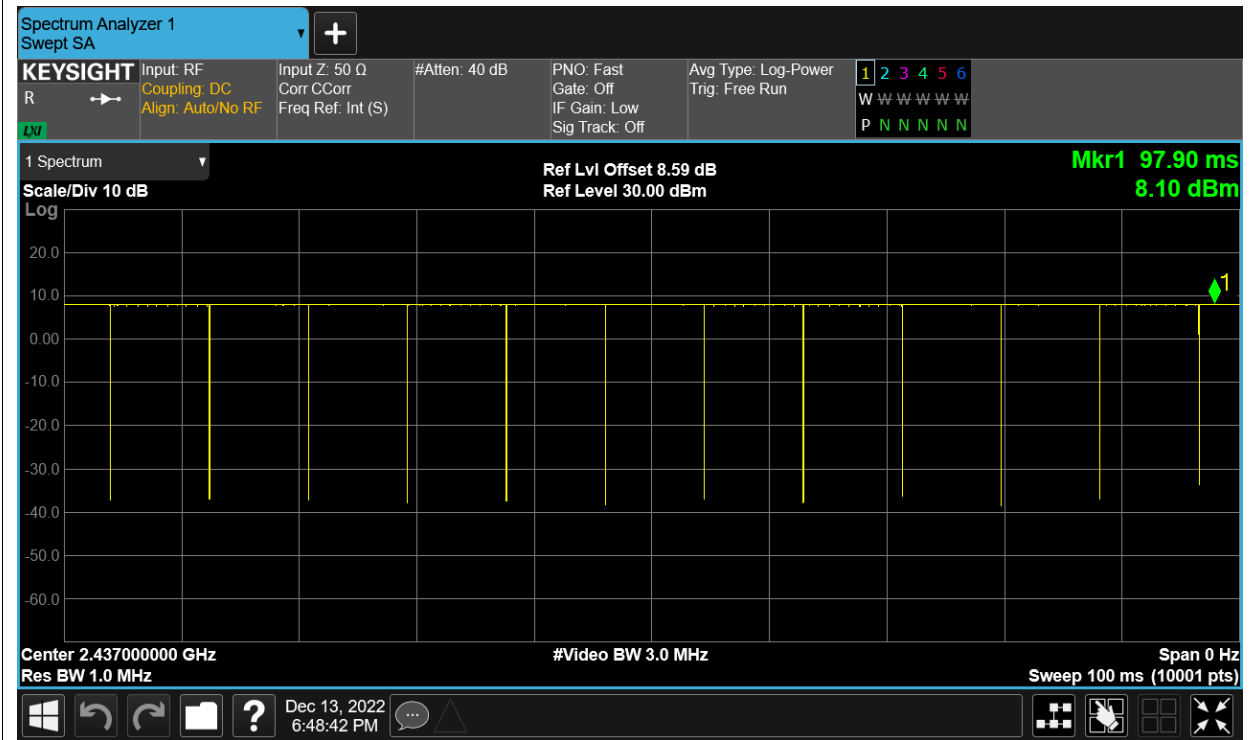 Spectrum Analyzer 1
Swept SA
KEYSIGHT
R
LXI
Input: RF
Coupling: DC
Align: Auto/No RF
Input Z: 50 Ω
Corr CCorr
Freq Ref: Int (S)
#Atten: 40 dB
PNO: Fast
Gate: Off
IF Gain: Low
Sig Track: Off
Avg Type: Log-Power
Trig: Free Run
1 2 3 4 5 6
W W W W W W
P N N N N N
1 Spectrum
Scale/Div 10 dB
Ref Lvl Offset 8.59 dB
Ref Level 30.00 dBm
Mkr1 97.90 ms
8.10 dBm
Log
20.0
10.0
0.00
-10.0
-20.0
-30.0
-40.0
-50.0
-60.0
1
Center 2.437000000 GHz
Res BW 1.0 MHz
#Video BW 3.0 MHz
Span 0 Hz
Sweep 100 ms (10001 pts)
Dec 13, 2022
6:48:42 PM